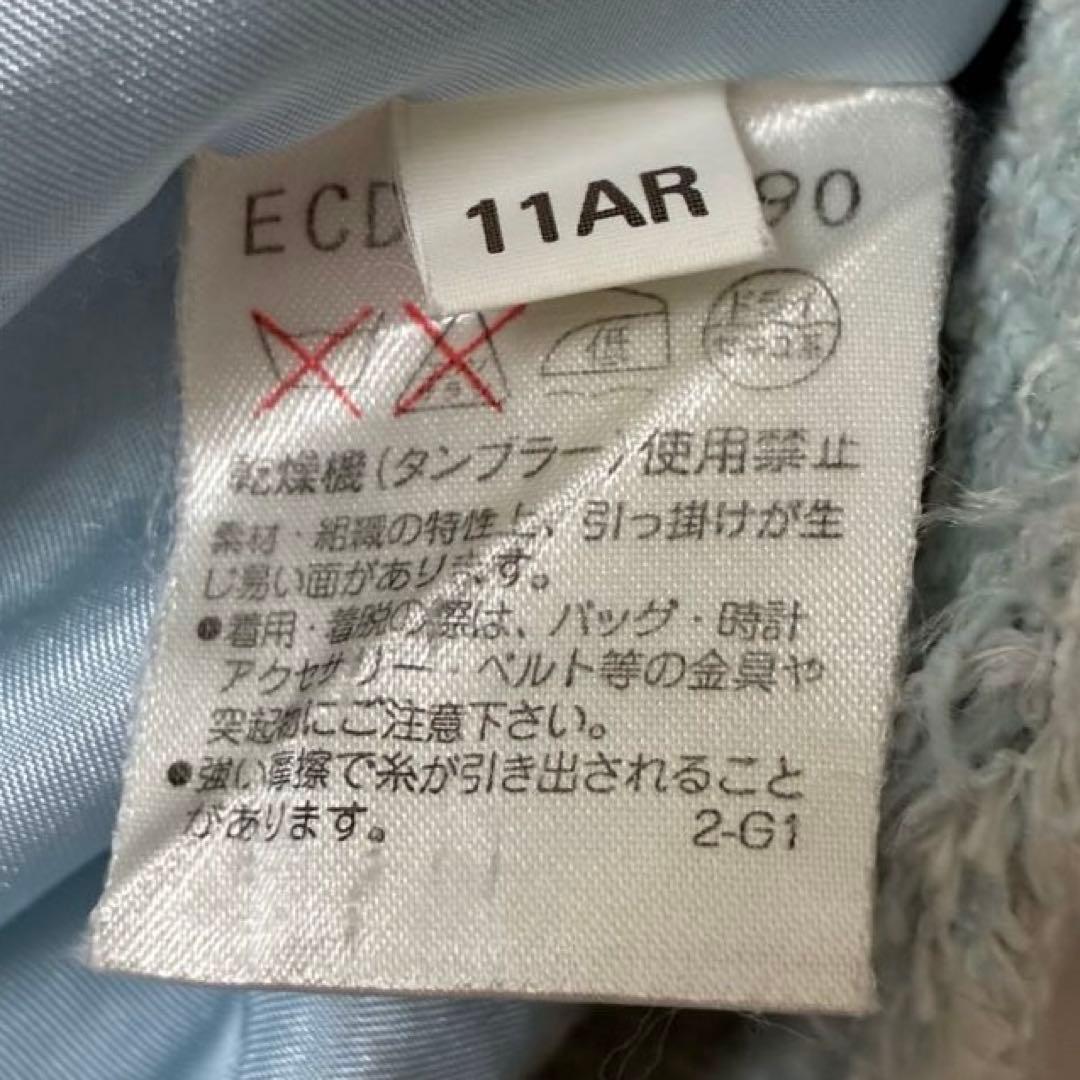 11AR
ECD 90
低
ドライ
セキユ系
乾燥機(タンブラー)使用禁止
素材・組織の特性上、引っ掛けが生
じ易い面があります。
●着用・着脱の際は、バッグ・時計
アクセサリー・ベルト等の金具や
突起物にご注意下さい。
●強い摩擦で糸が引き出されること
があります。 2-G1